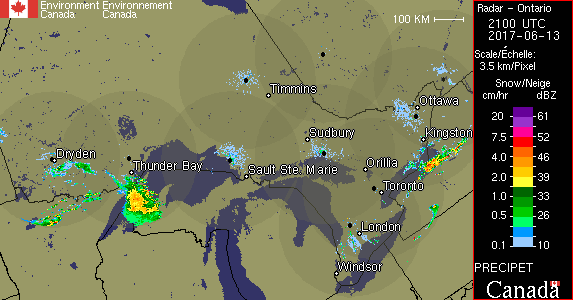 Environment Environnement
Canada Canada
100 KM
Timmins
Ottawa
Sudbury
Kingston
Dryden
Thunder Bay
Sault Ste. Marie
Orillia
Toronto
London
Windsor
Radar - Ontario
2100 UTC
2017-06-13
Scale/Échelle:
3.5 km/Pixel
Snow/Neige
cm/hr dBZ
20 61
7.5 52
4.0 46
2.0 39
1.0 33
0.5 26
0.1 10
PRECIPET
Canada